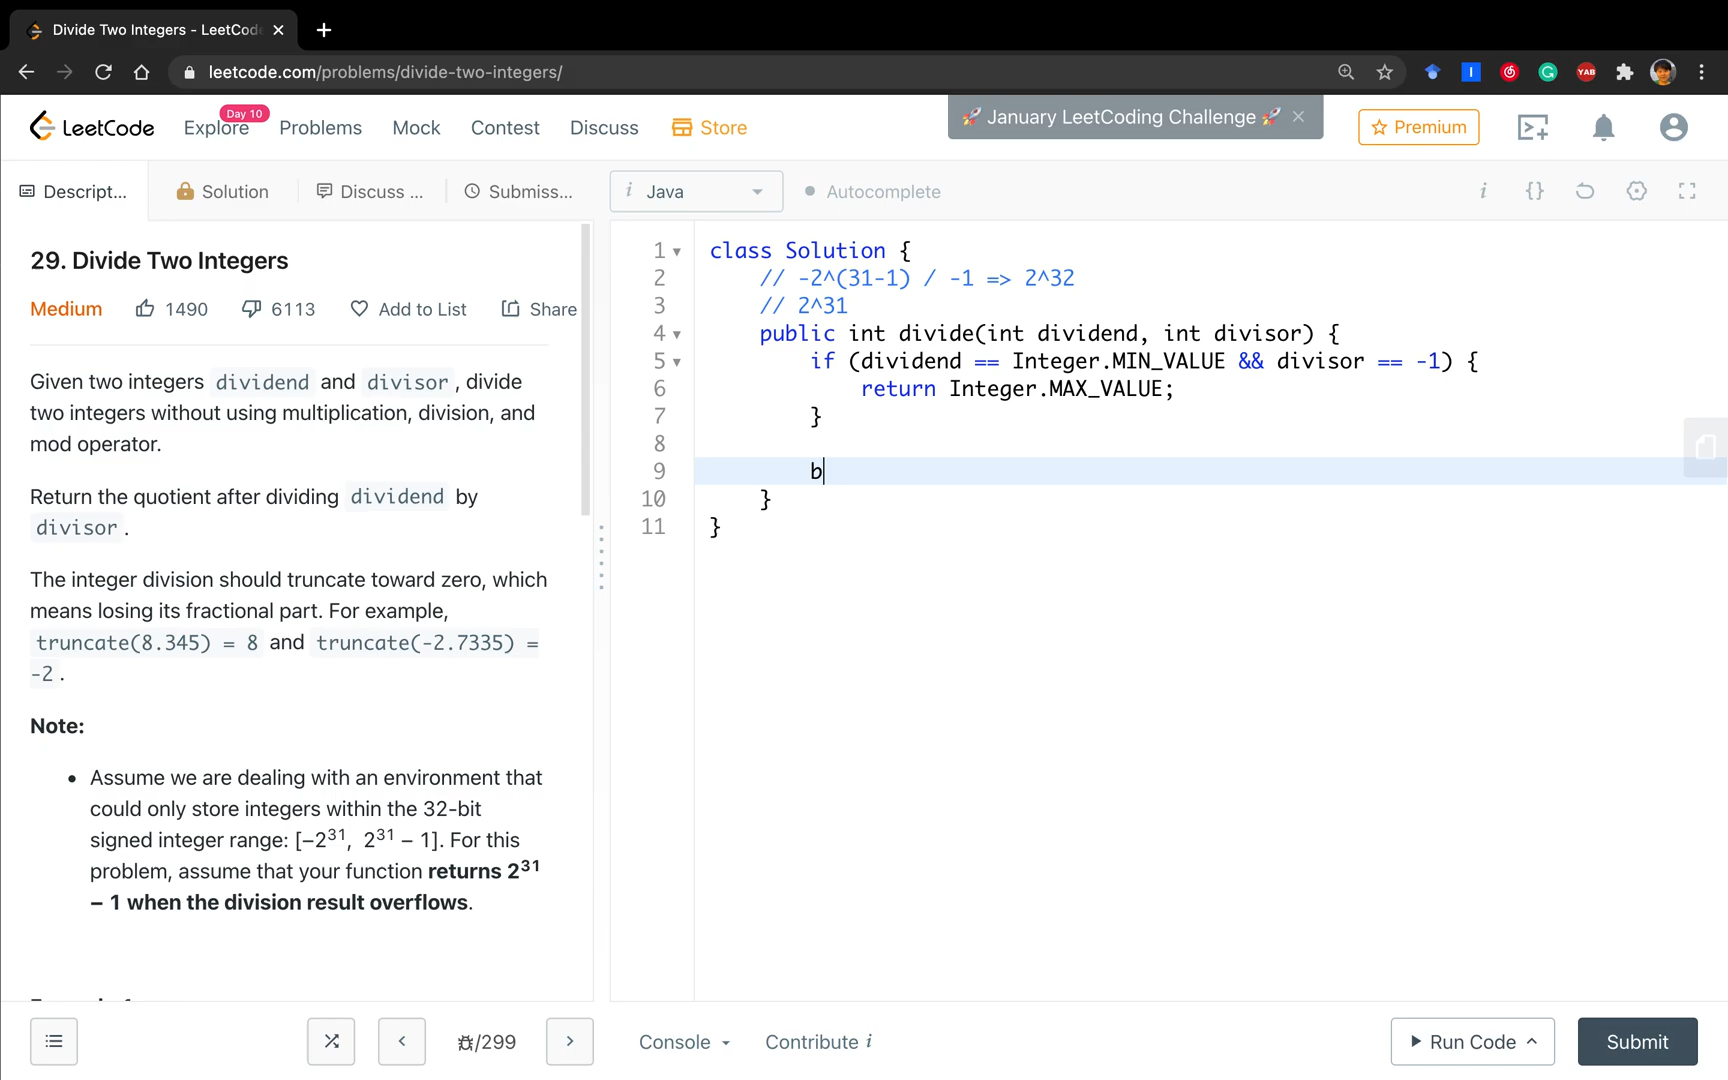 Divide Two Integers - LeetCod
leetcode.com/problems/divide-two-integers/
YAB
LeetCode
Explore
Day 10
Problems
Mock
Contest
Discuss
Store
🚀 January LeetCoding Challenge 🚀
Premium
Descript...
Solution
Discuss ...
Submiss...
i Java
Autocomplete
i {}
29. Divide Two Integers
Medium 1490 6113 Add to List Share
Given two integers dividend and divisor, divide
two integers without using multiplication, division, and
mod operator.
Return the quotient after dividing dividend by
divisor.
The integer division should truncate toward zero, which
means losing its fractional part. For example,
truncate(8.345) = 8 and truncate(-2.7335) =
-2.
Note:
• Assume we are dealing with an environment that
could only store integers within the 32-bit
signed integer range: [−2³¹, 2³¹ − 1]. For this
problem, assume that your function returns 2³¹
− 1 when the division result overflows.
1 class Solution {
2 // -2^(31-1) / -1 => 2^32
3 // 2^31
4 public int divide(int dividend, int divisor) {
5 if (dividend == Integer.MIN_VALUE && divisor == -1) {
6 return Integer.MAX_VALUE;
7 }
8
9 b
10 }
11 }
/299
Console
Contribute i
Run Code
Submit